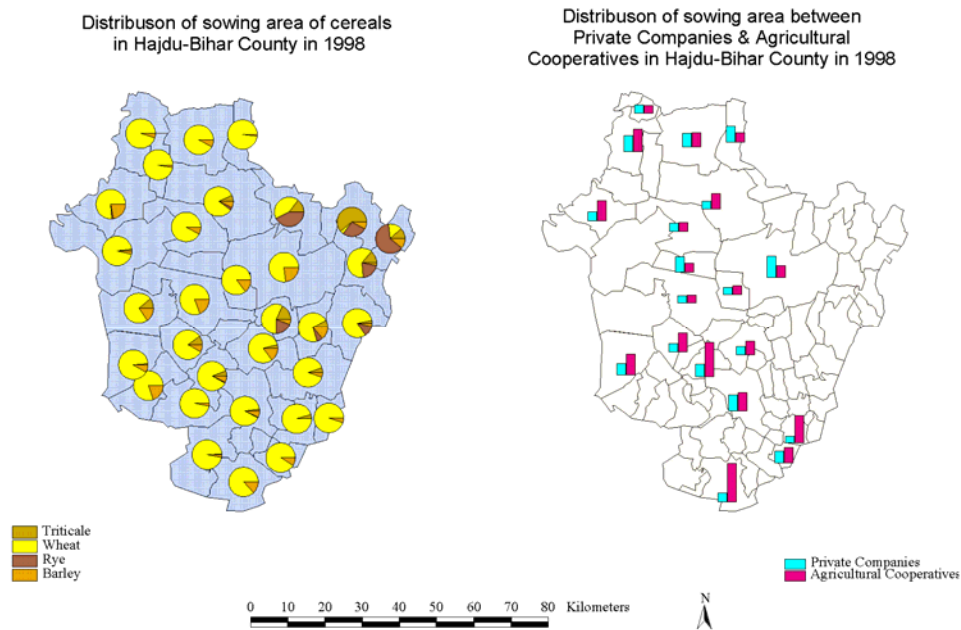 Distribuson of sowing area of cereals
in Hajdu-Bihar County in 1998
Distribuson of sowing area between
Private Companies & Agricultural
Cooperatives in Hajdu-Bihar County in 1998
Triticale
Wheat
Rye
Barley
Private Companies
Agricultural Cooperatives
0 10 20 30 40 50 60 70 80 Kilometers
N